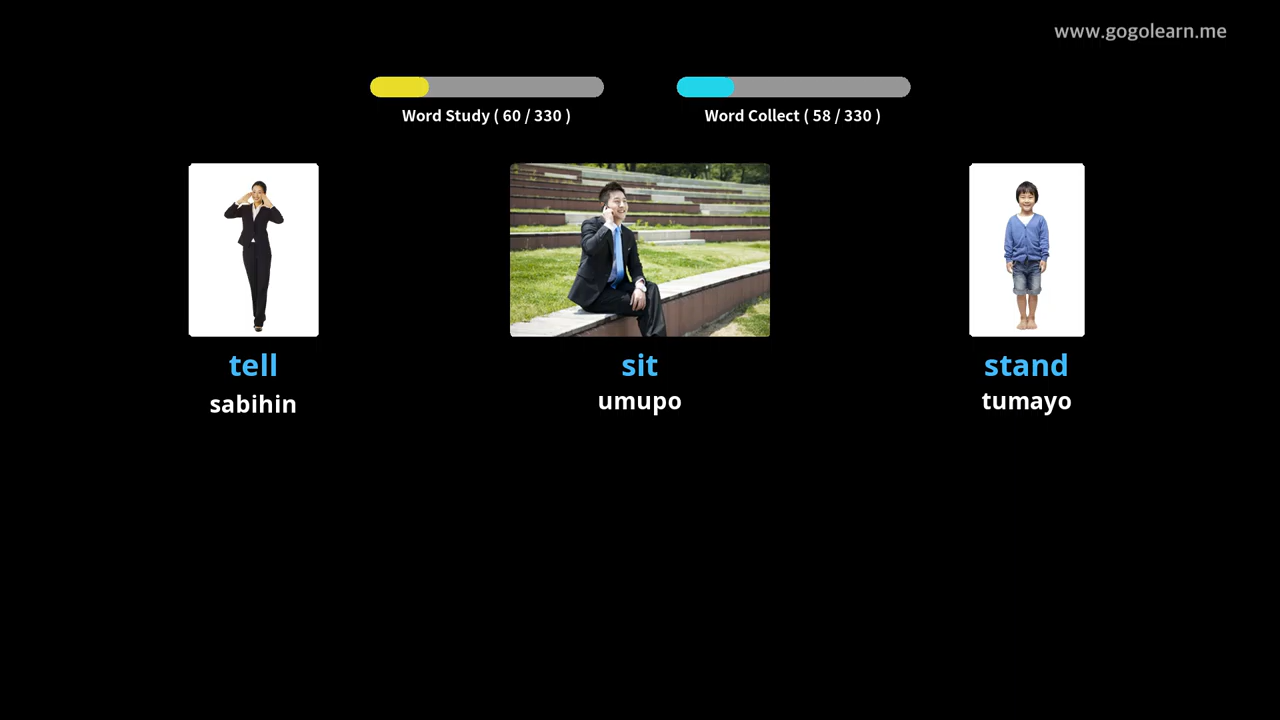 www.gogolearn.me
Word Study ( 60 / 330 )
Word Collect ( 58 / 330 )
tell
sabihin
sit
umupo
stand
tumayo